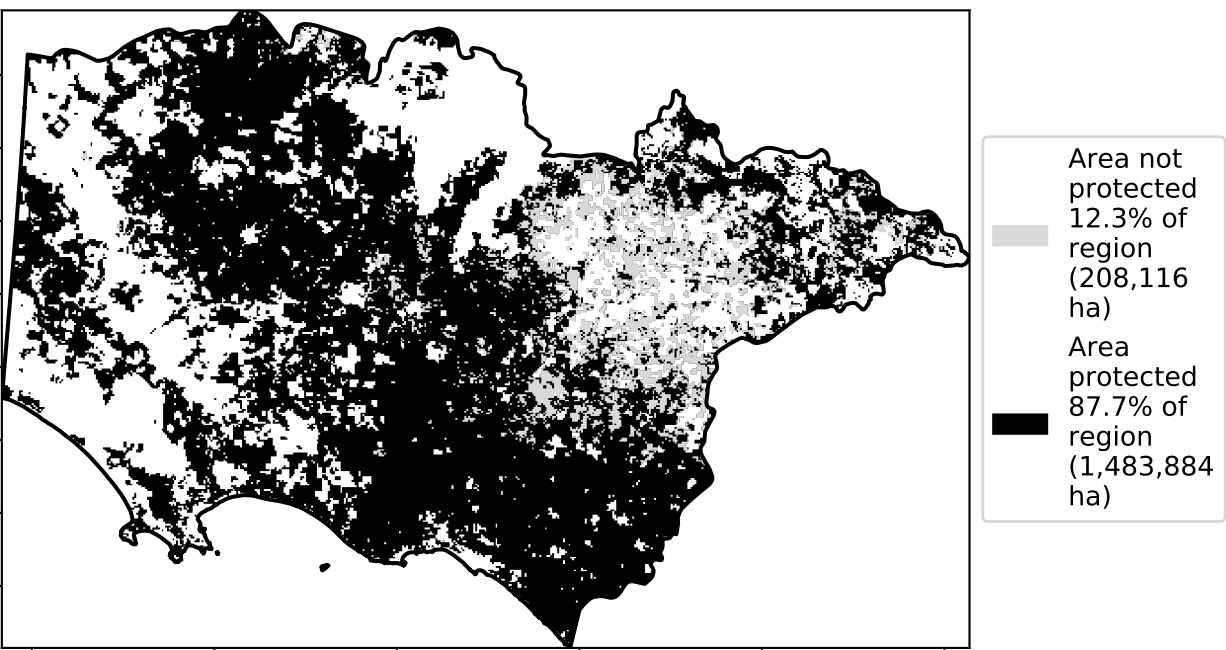 Area not
protected
12.3% of
region
(208,116
ha)
Area
protected
87.7% of
region
(1,483,884
ha)